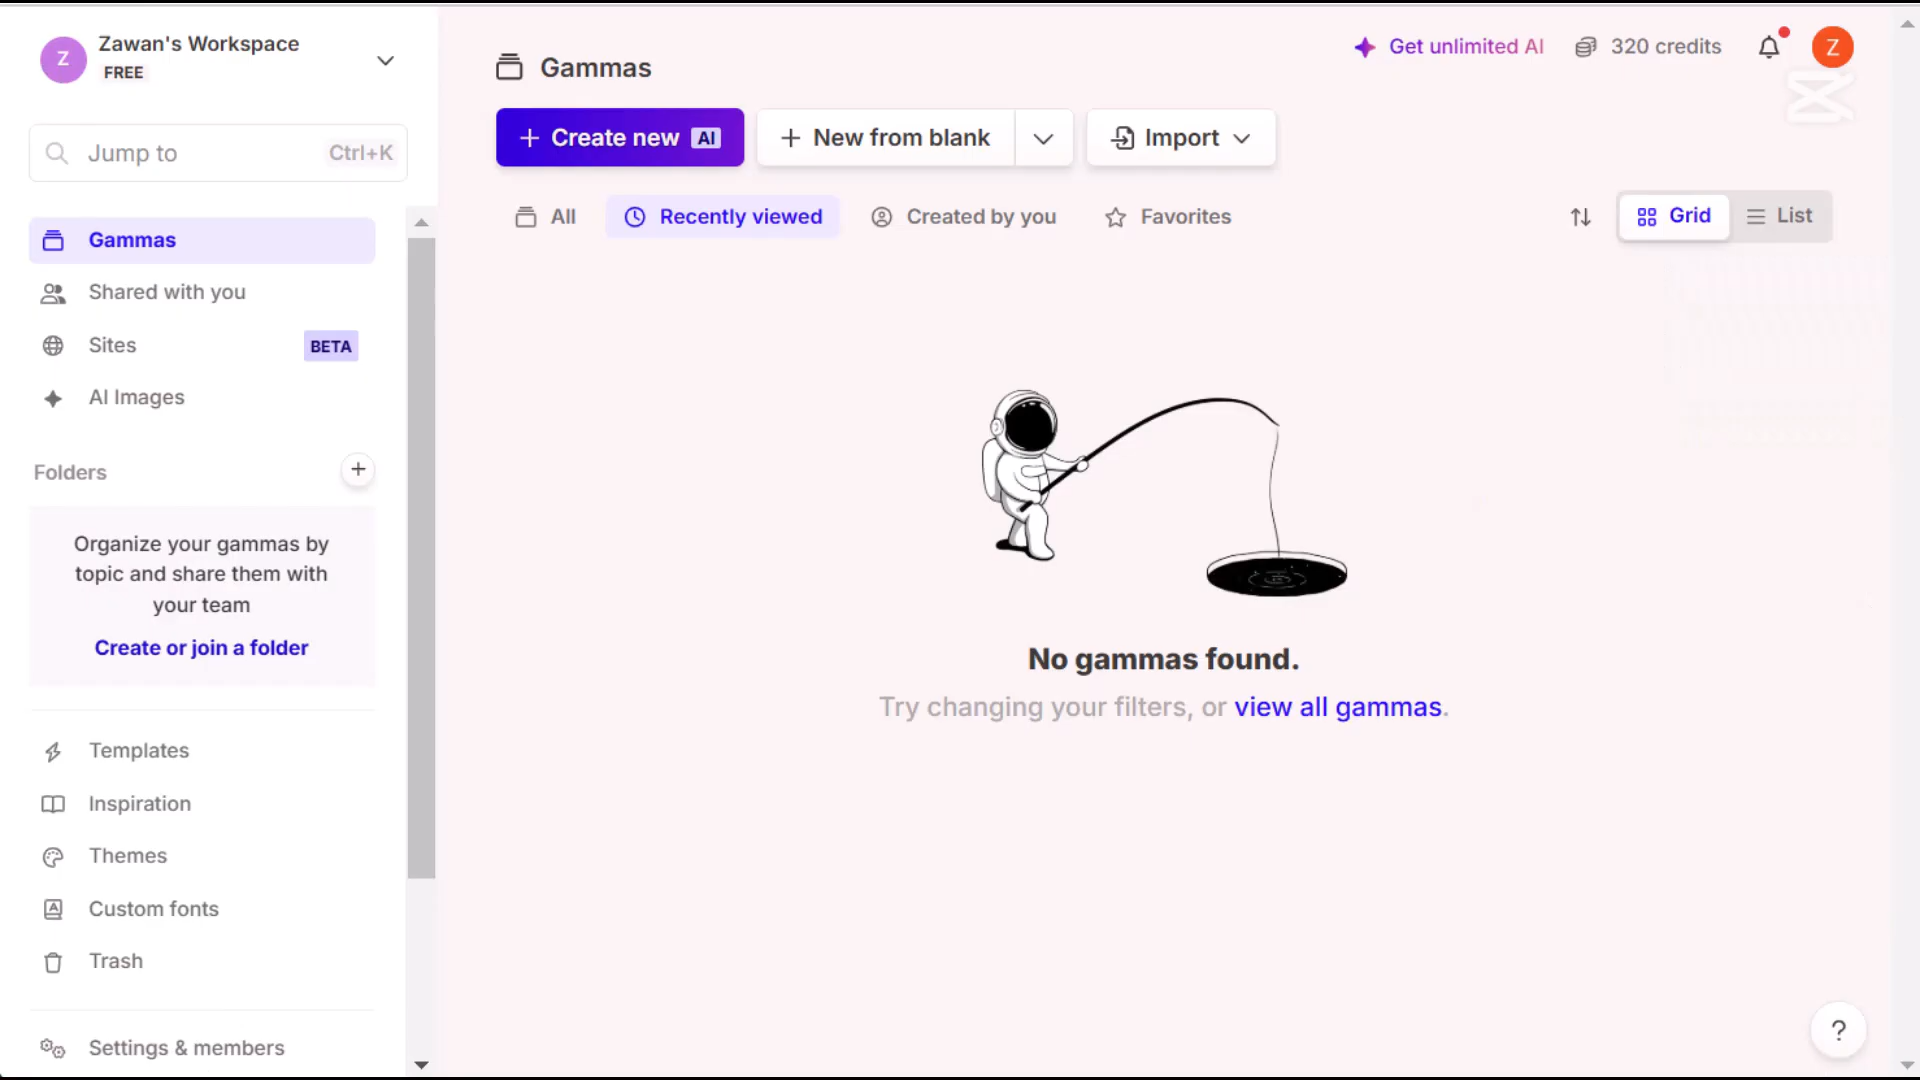 Z
Zawan's Workspace
FREE
Jump to
Ctrl+K
Gammas
Shared with you
Sites
BETA
AI Images
Folders
Organize your gammas by
topic and share them with
your team
Create or join a folder
Templates
Inspiration
Themes
Custom fonts
Trash
Settings & members
Gammas
Get unlimited AI
320 credits
Z
Create new AI
New from blank
Import
All
Recently viewed
Created by you
Favorites
Grid
List
No gammas found.
Try changing your filters, or view all gammas.
?